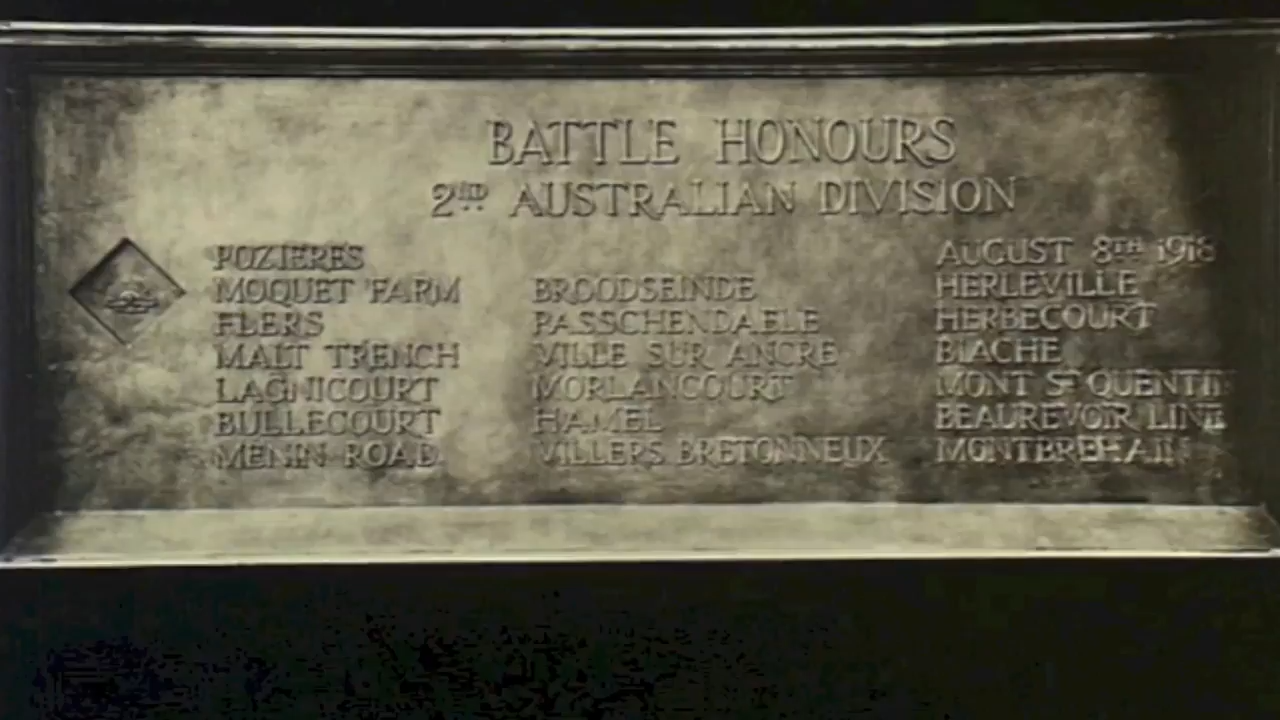 BATTLE HONOURS
2ND AUSTRALIAN DIVISION
POZIERES
MOQUET FARM
FLERS
MALT TRENCH
LAGNICOURT
BULLECOURT
MENIN ROAD
BROODSEINDE
PASSCHENDAELE
VILLE SUR ANCRE
MORLANCOURT
HAMEL
VILLERS BRETONNEUX
AUGUST 8TH 1918
HERLEVILLE
HERBECOURT
BIACHE
MONT ST QUENTIN
BEAUREVOIR LINE
MONTBREHAIN